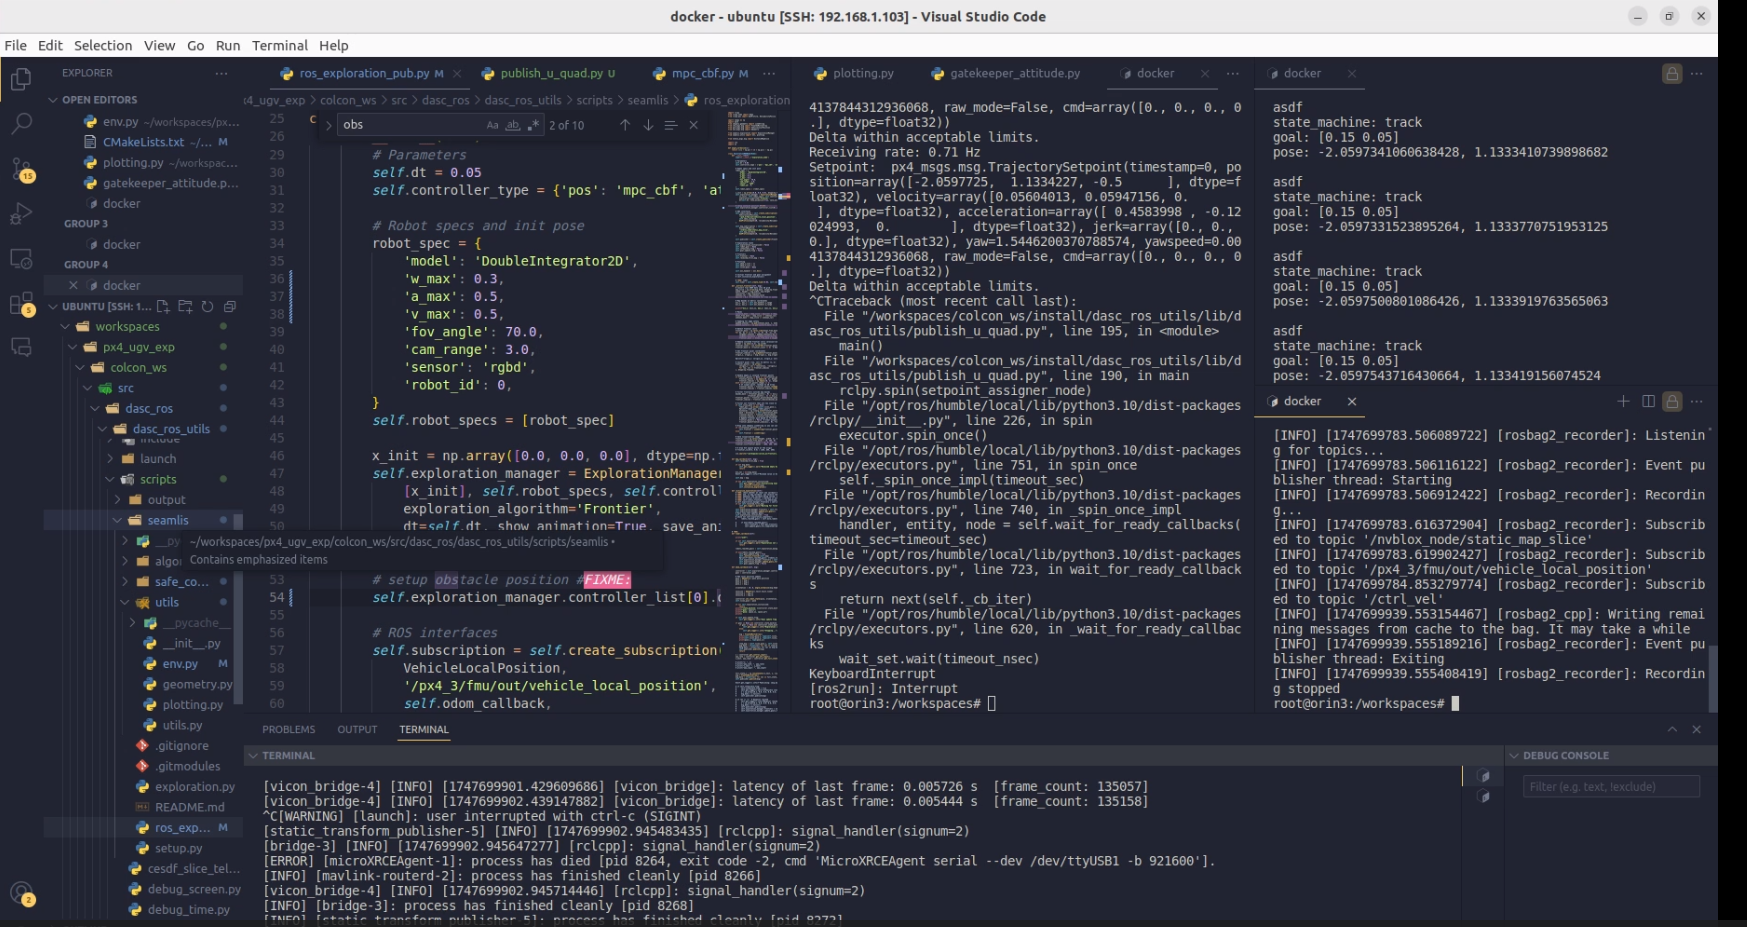 docker - ubuntu [SSH: 192.168.1.103] - Visual Studio Code
File Edit Selection View Go Run Terminal Help
EXPLORER
OPEN EDITORS
env.py ~/workspaces/px...
CMakeLists.txt ~/... M
plotting.py ~/workspac...
gatekeeper_attitude.p...
docker
GROUP 3
docker
GROUP 4
docker
UBUNTU [SSH: 1...
workspaces
px4_ugv_exp
colcon_ws
src
dasc_ros
dasc_ros_utils
include
launch
scripts
output
seamlis
__py
algo
safe_co...
utils
__pycache__
__init__.py
env.py M
geometry.py
plotting.py
utils.py
.gitignore
.gitmodules
exploration.py
README.md
ros_exp... M
setup.py
cesdf_slice_tel...
debug_screen.py
debug_time.py
15
5
2
~/workspaces/px4_ugv_exp/colcon_ws/src/dasc_ros/dasc_ros_utils/scripts/seamlis •
Contains emphasized items
ros_exploration_pub.py M
publish_u_quad.py U
mpc_cbf.py M
x4_ugv_exp > colcon_ws > src > dasc_ros > dasc_ros_utils > scripts > seamlis > ros_exploration
obs
Aa ab .*
2 of 10
25 c
26
29 # Parameters
30 self.dt = 0.05
31 self.controller_type = {'pos': 'mpc_cbf', 'at
32
33 # Robot specs and init pose
34 robot_spec = {
35 'model': 'DoubleIntegrator2D',
36 'w_max': 0.3,
37 'a_max': 0.5,
38 'v_max': 0.5,
39 'fov_angle': 70.0,
40 'cam_range': 3.0,
41 'sensor': 'rgbd',
42 'robot_id': 0,
43 }
44 self.robot_specs = [robot_spec]
45
46 x_init = np.array([0.0, 0.0, 0.0], dtype=np.f
47 self.exploration_manager = ExplorationManager
48 [x_init], self.robot_specs, self.controll
49 exploration_algorithm='Frontier',
50 dt=self.dt, show_animation=True, save_ani
53 # setup obstacle position #FIXME:
54 self.exploration_manager.controller_list[0].c
55
56 # ROS interfaces
57 self.subscription = self.create_subscription(
58 VehicleLocalPosition,
59 '/px4_3/fmu/out/vehicle_local_position',
60 self.odom_callback,
plotting.py
gatekeeper_attitude.py
docker
4137844312936068, raw_mode=False, cmd=array([0., 0., 0., 0
.], dtype=float32))
Delta within acceptable limits.
Receiving rate: 0.71 Hz
Setpoint:  px4_msgs.msg.TrajectorySetpoint(timestamp=0, po
sition=array([-2.0597725,  1.1334227, -0.5      ], dtype=f
loat32), velocity=array([0.05604013, 0.05947156, 0.
 ], dtype=float32), acceleration=array([ 0.4583998 , -0.12
024993,  0.        ], dtype=float32), jerk=array([0., 0.,
0.], dtype=float32), yaw=1.5446200370788574, yawspeed=0.00
4137844312936068, raw_mode=False, cmd=array([0., 0., 0., 0
.], dtype=float32))
Delta within acceptable limits.
^CTraceback (most recent call last):
File "/workspaces/colcon_ws/install/dasc_ros_utils/lib/d
asc_ros_utils/publish_u_quad.py", line 195, in <module>
main()
File "/workspaces/colcon_ws/install/dasc_ros_utils/lib/d
asc_ros_utils/publish_u_quad.py", line 190, in main
rclpy.spin(setpoint_assigner_node)
File "/opt/ros/humble/local/lib/python3.10/dist-packages
/rclpy/__init__.py", line 226, in spin
executor.spin_once()
File "/opt/ros/humble/local/lib/python3.10/dist-packages
/rclpy/executors.py", line 751, in spin_once
self._spin_once_impl(timeout_sec)
File "/opt/ros/humble/local/lib/python3.10/dist-packages
/rclpy/executors.py", line 740, in _spin_once_impl
handler, entity, node = self.wait_for_ready_callbacks(
timeout_sec=timeout_sec)
File "/opt/ros/humble/local/lib/python3.10/dist-packages
/rclpy/executors.py", line 723, in wait_for_ready_callback
s
return next(self._cb_iter)
File "/opt/ros/humble/local/lib/python3.10/dist-packages
/rclpy/executors.py", line 620, in _wait_for_ready_callbac
ks
wait_set.wait(timeout_nsec)
KeyboardInterrupt
[ros2run]: Interrupt
root@orin3:/workspaces#
docker
asdf
state_machine: track
goal: [0.15 0.05]
pose: -2.0597341060638428, 1.1333410739898682
asdf
state_machine: track
goal: [0.15 0.05]
pose: -2.0597331523895264, 1.1333770751953125
asdf
state_machine: track
goal: [0.15 0.05]
pose: -2.0597500801086426, 1.1333919763565063
asdf
state_machine: track
goal: [0.15 0.05]
pose: -2.0597543716430664, 1.133419156074524
docker
[INFO] [1747699783.506089722] [rosbag2_recorder]: Listenin
g for topics...
[INFO] [1747699783.506116122] [rosbag2_recorder]: Event pu
blisher thread: Starting
[INFO] [1747699783.506912422] [rosbag2_recorder]: Recordin
g...
[INFO] [1747699783.616372904] [rosbag2_recorder]: Subscrib
ed to topic '/nvblox_node/static_map_slice'
[INFO] [1747699783.619902427] [rosbag2_recorder]: Subscrib
ed to topic '/px4_3/fmu/out/vehicle_local_position'
[INFO] [1747699784.853279774] [rosbag2_recorder]: Subscrib
ed to topic '/ctrl_vel'
[INFO] [1747699939.553154467] [rosbag2_cpp]: Writing remai
ning messages from cache to the bag. It may take a while
[INFO] [1747699939.555189216] [rosbag2_recorder]: Event pu
blisher thread: Exiting
[INFO] [1747699939.555408419] [rosbag2_recorder]: Recordin
g stopped
root@orin3:/workspaces#
PROBLEMS OUTPUT TERMINAL
TERMINAL
[vicon_bridge-4] [INFO] [1747699901.429609686] [vicon_bridge]: latency of last frame: 0.005726 s  [frame_count: 135057]
[vicon_bridge-4] [INFO] [1747699902.439147882] [vicon_bridge]: latency of last frame: 0.005444 s  [frame_count: 135158]
^C[WARNING] [launch]: user interrupted with ctrl-c (SIGINT)
[static_transform_publisher-5] [INFO] [1747699902.945483435] [rclcpp]: signal_handler(signum=2)
[bridge-3] [INFO] [1747699902.945647277] [rclcpp]: signal_handler(signum=2)
[ERROR] [microXRCEAgent-1]: process has died [pid 8264, exit code -2, cmd 'MicroXRCEAgent serial --dev /dev/ttyUSB1 -b 921600'].
[INFO] [mavlink-routerd-2]: process has finished cleanly [pid 8266]
[vicon_bridge-4] [INFO] [1747699902.945714446] [rclcpp]: signal_handler(signum=2)
[INFO] [bridge-3]: process has finished cleanly [pid 8268]
[INFO] [static_transform_publisher-5]: process has finished cleanly [pid 8272]
DEBUG CONSOLE
Filter (e.g. text, !exclude)